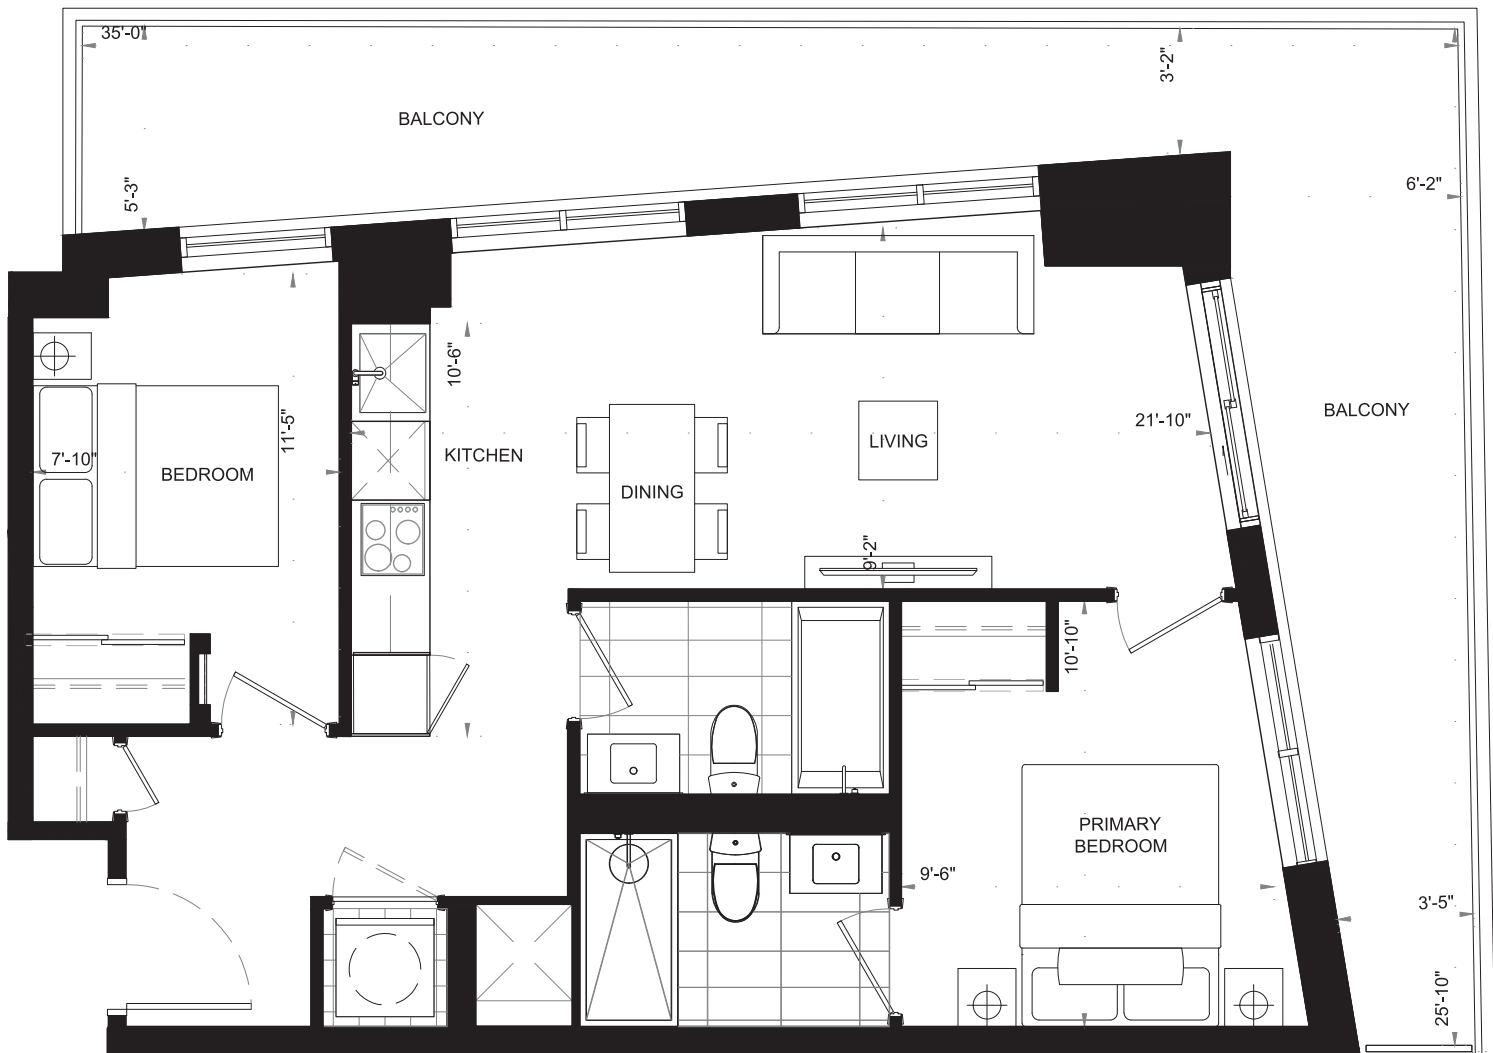 35'-0"
3'-2"
BALCONY
5'-3"
6'-2"
10'-6"
11'-5"
BALCONY
21'-10"
7'-10"
BEDROOM
KITCHEN
LIVING
DINING
9'-2"
10'-10"
PRIMARY
BEDROOM
9'-6"
3'-5"
25'-10"